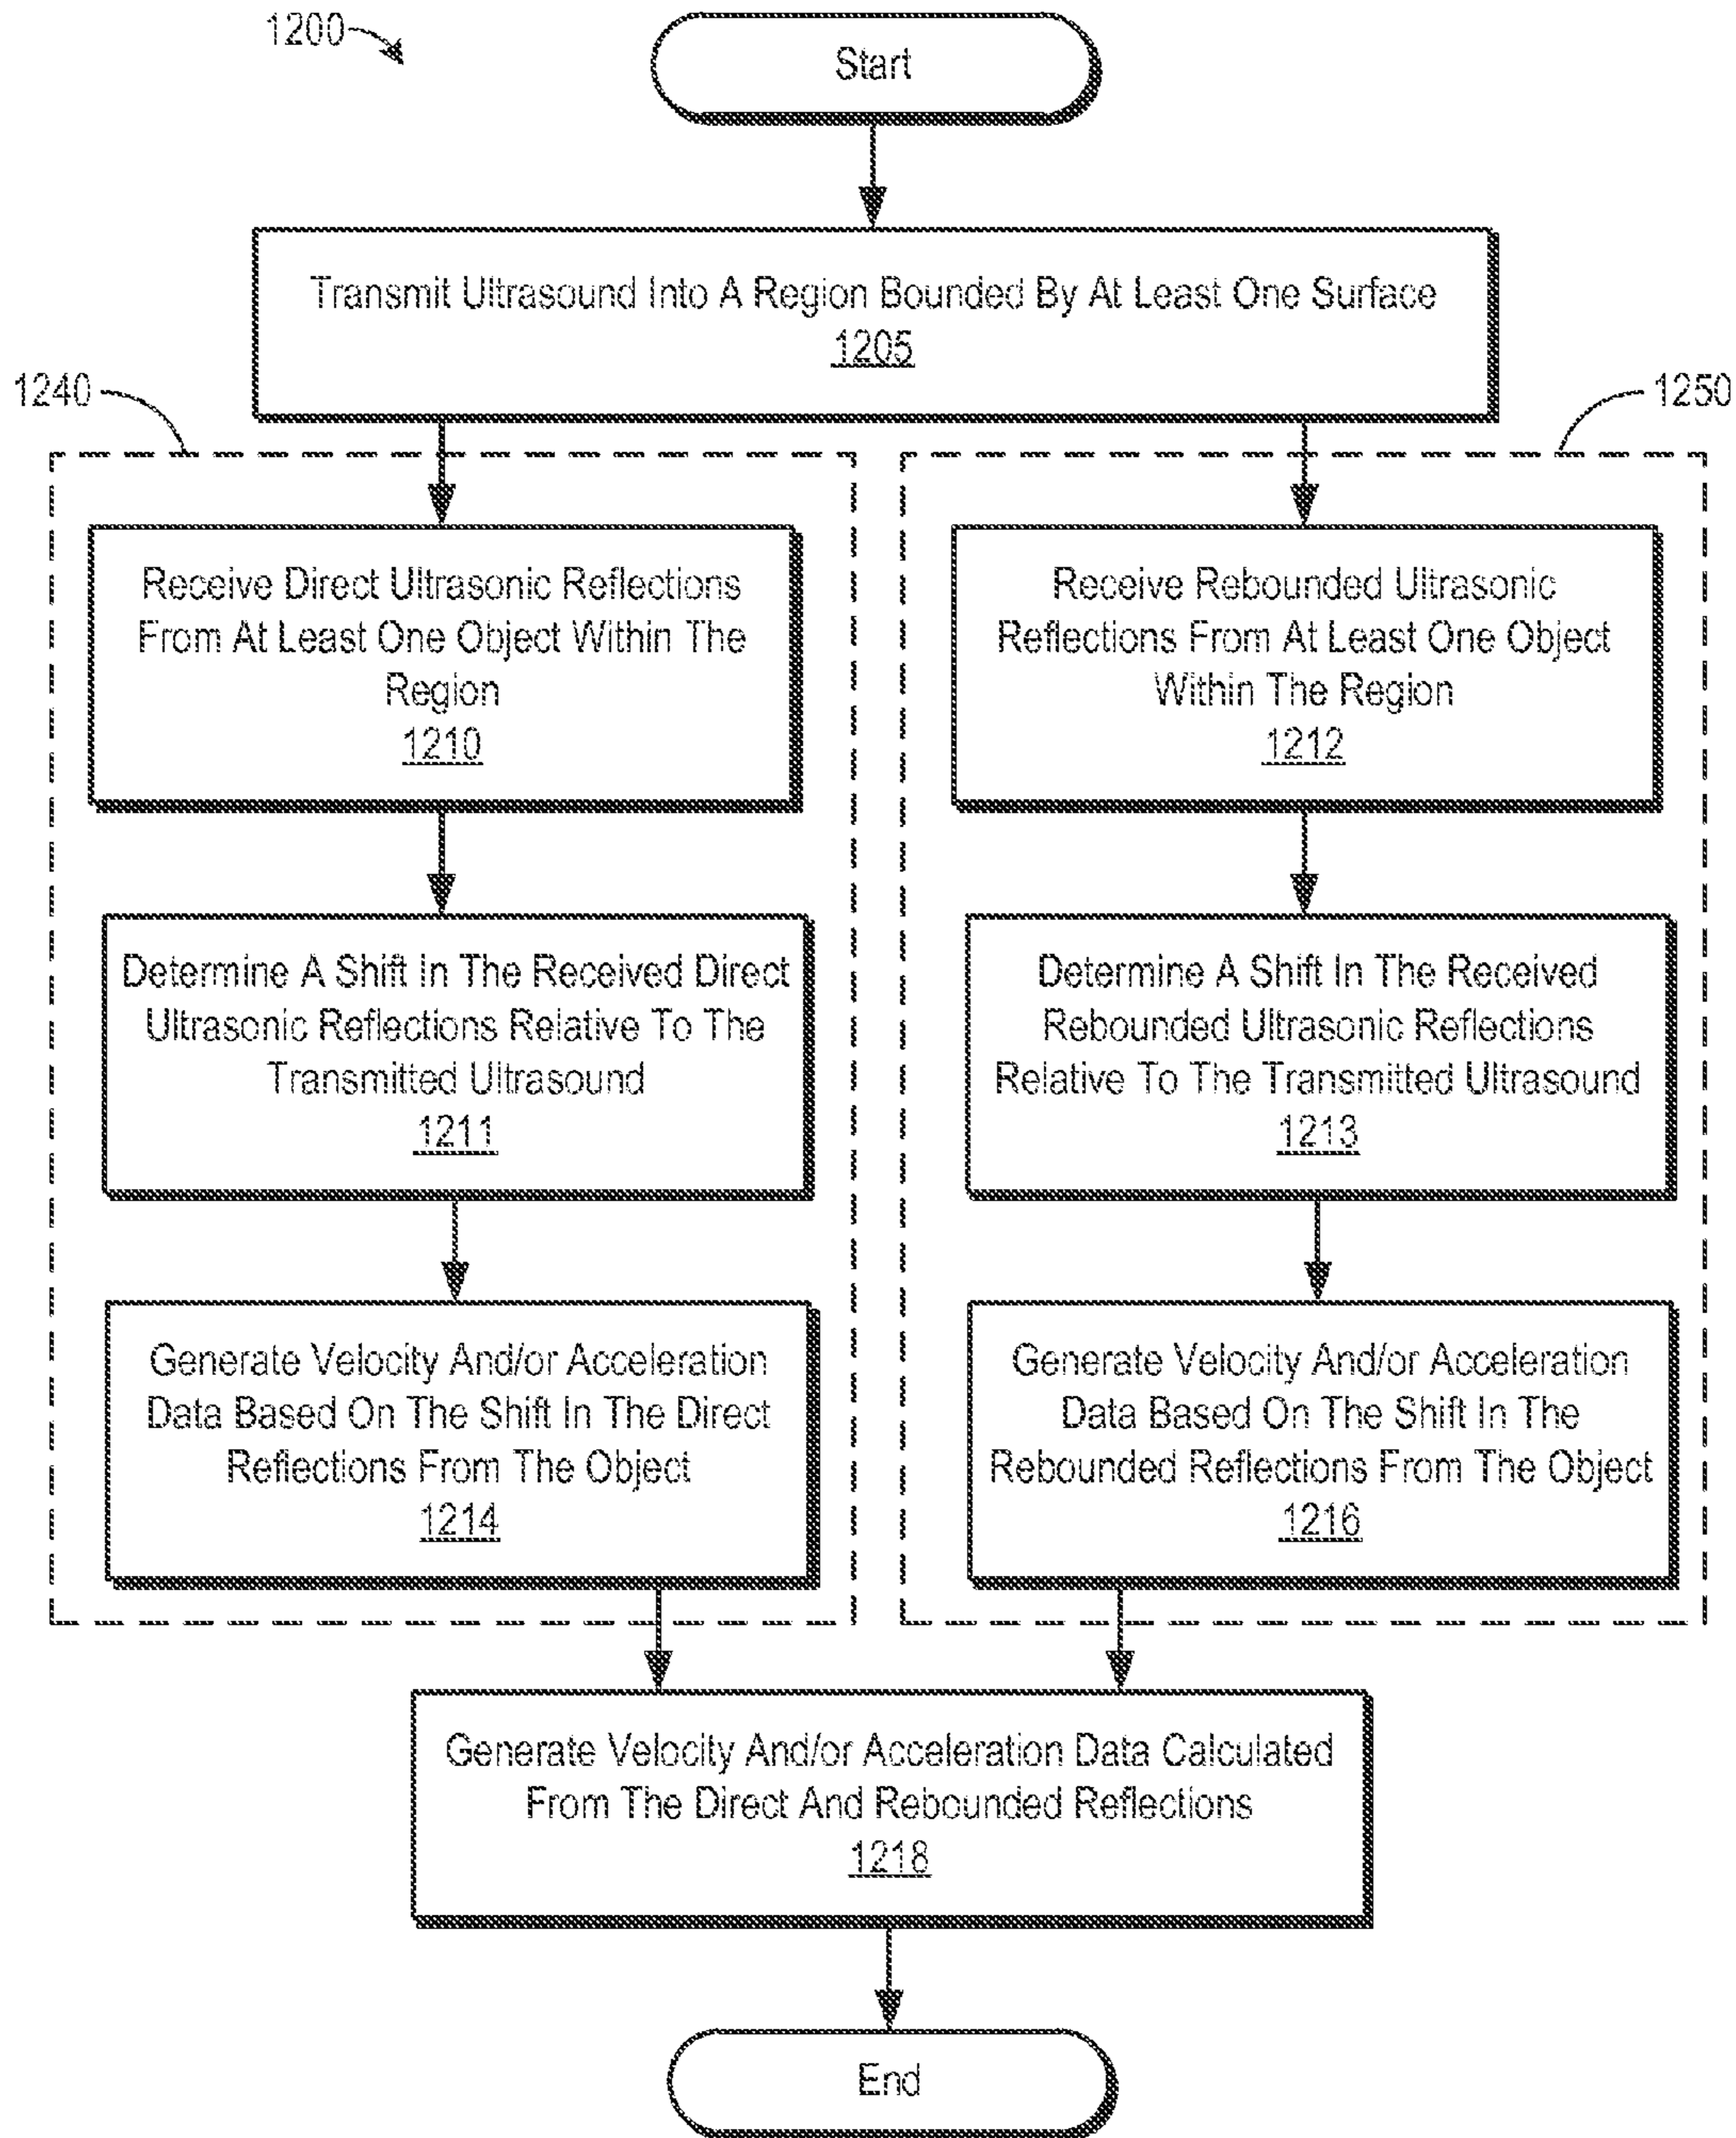 1200
Start
Transmit Ultrasound Into A Region Bounded By At Least One Surface
1205
1240
1250
Receive Direct Ultrasonic Reflections
From At Least One Object Within The
Region
1210
Receive Rebounded Ultrasonic
Reflections From At Least One Object
Within The Region
1212
Determine A Shift In The Received Direct
Ultrasonic Reflections Relative To The
Transmitted Ultrasound
1211
Determine A Shift In The Received
Rebounded Ultrasonic Reflections
Relative To The Transmitted Ultrasound
1213
Generate Velocity And/or Acceleration
Data Based On The Shift In The Direct
Reflections From The Object
1214
Generate Velocity And/or Acceleration
Data Based On The Shift In The
Rebounded Reflections From The Object
1216
Generate Velocity And/or Acceleration Data Calculated
From The Direct And Rebounded Reflections
1218
End